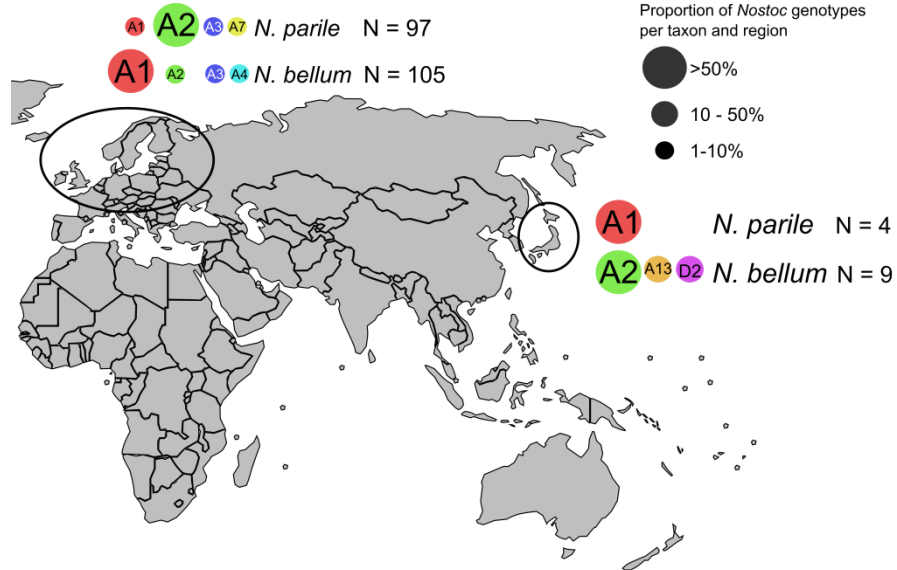 A1 A2 A3 A7 N. parile N = 97
A1 A2 A3 A4 N. bellum N = 105
Proportion of Nostoc genotypes
per taxon and region
>50%
10 - 50%
1-10%
A1 N. parile N = 4
A2 A13 D2 N. bellum N = 9